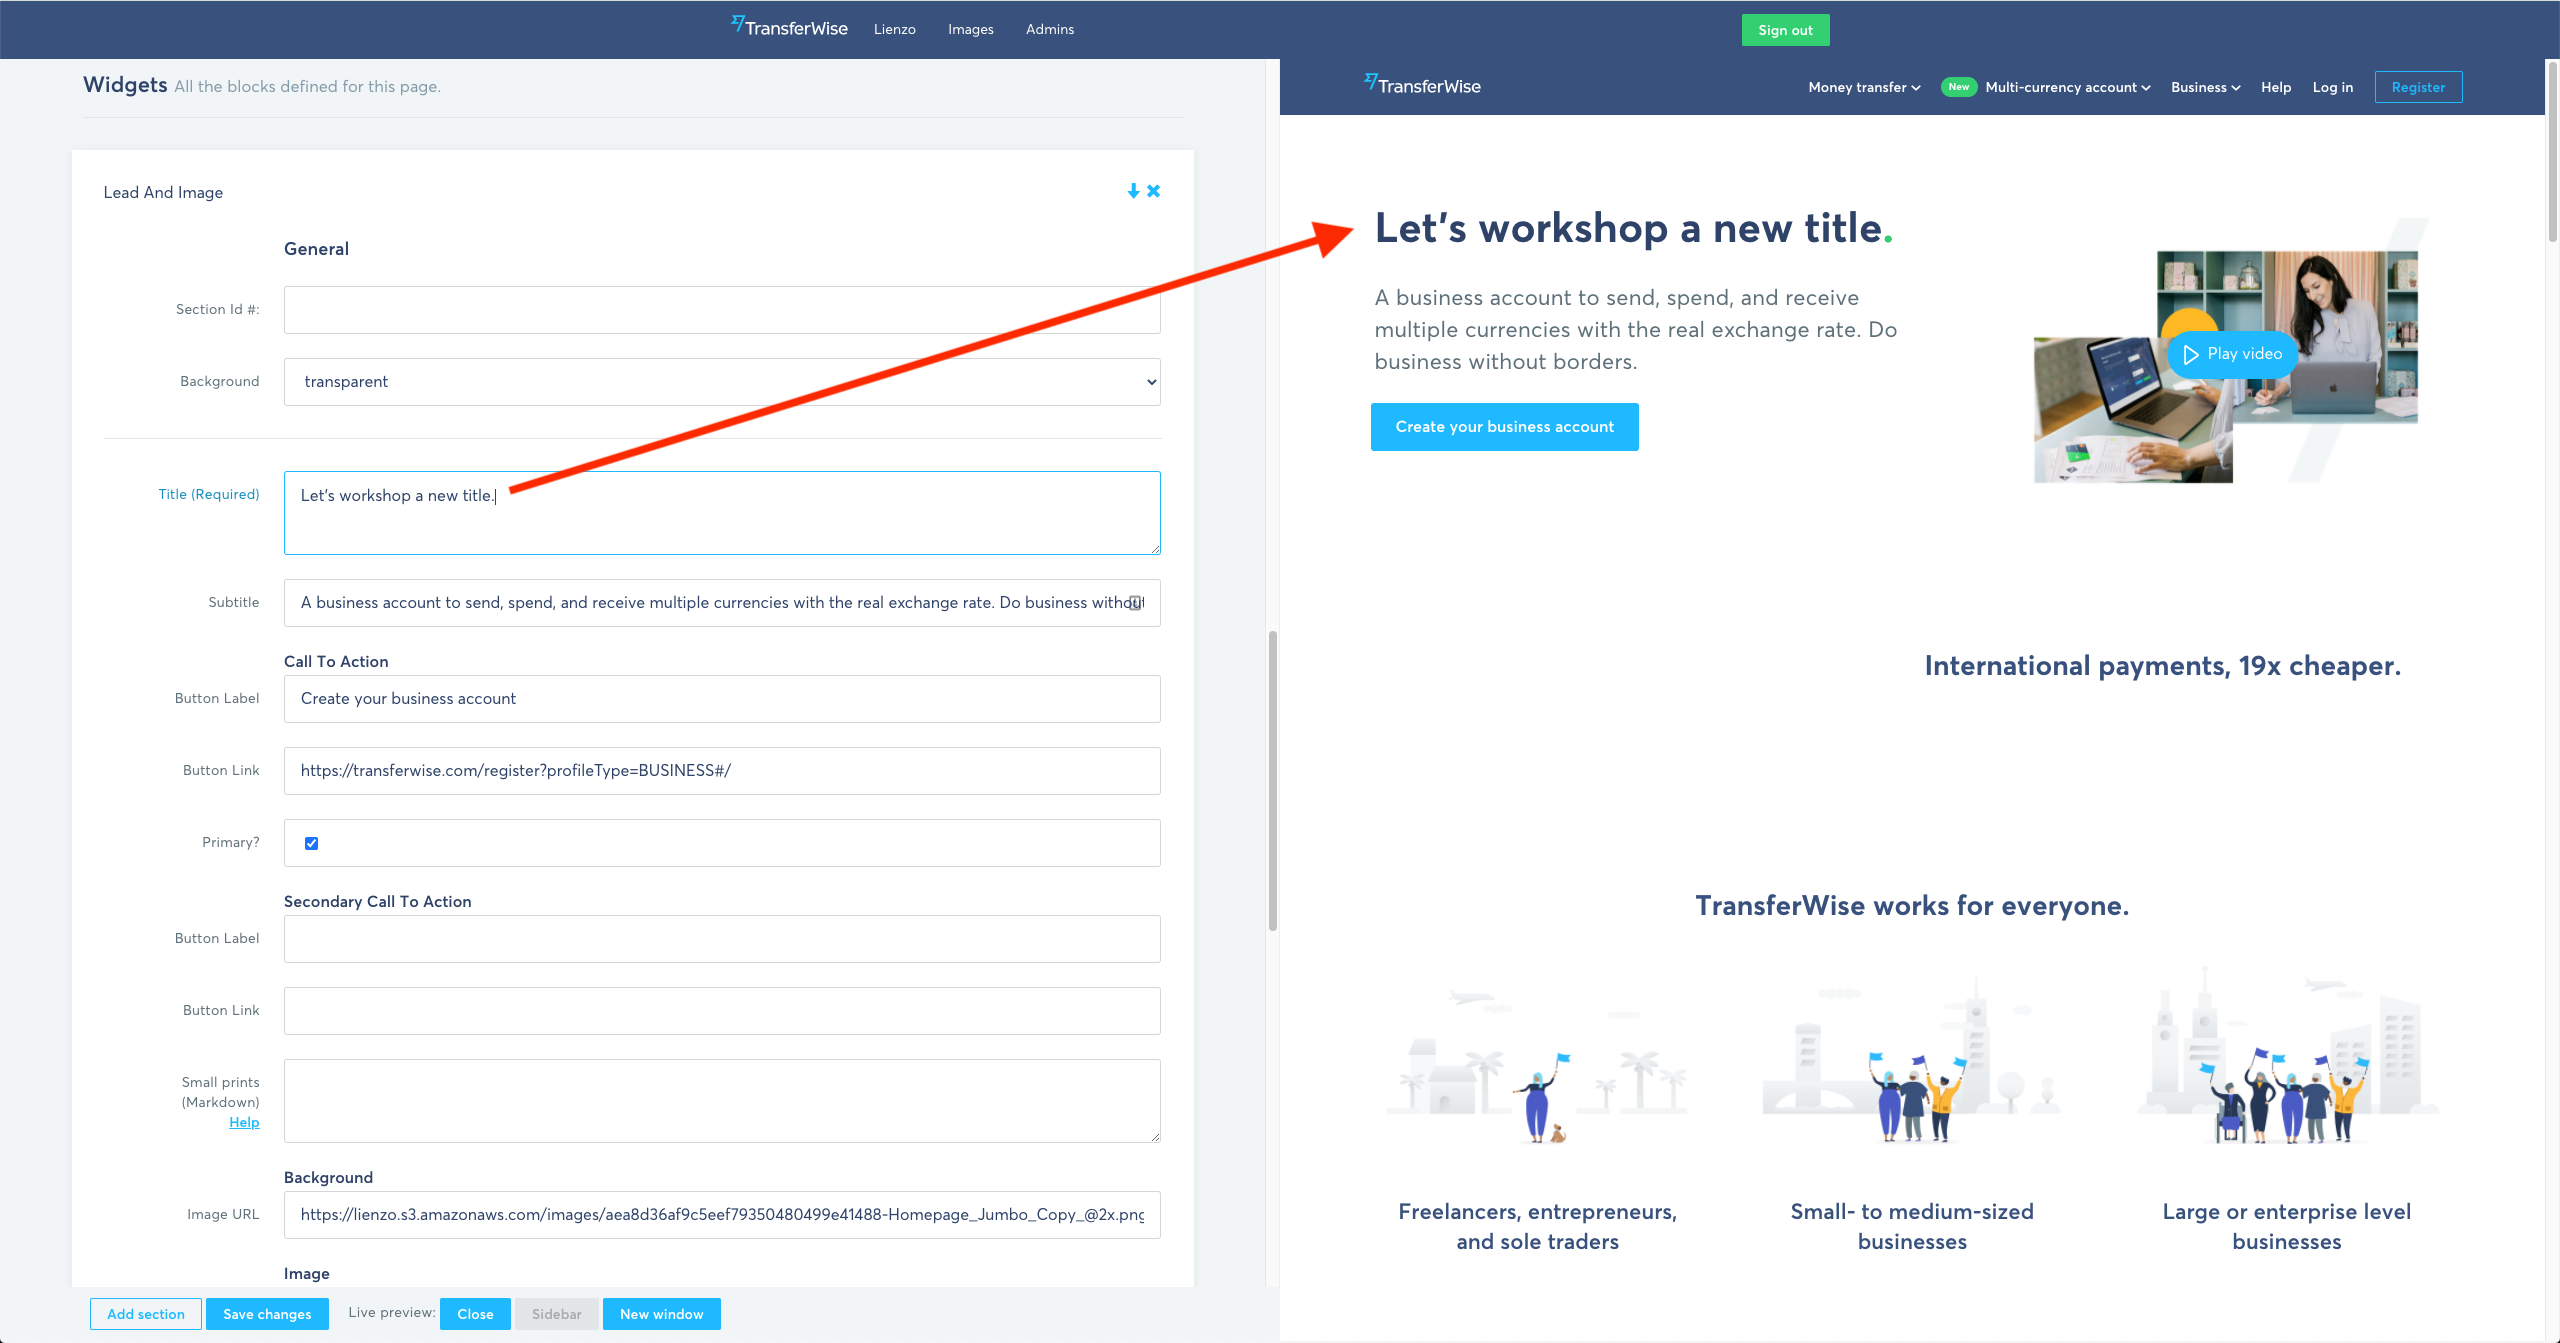 TransferWise Lienzo Images Admins Sign out
Widgets All the blocks defined for this page.
Lead And Image
General
Section Id #:
Background transparent
Title (Required) Let's workshop a new title.
Subtitle A business account to send, spend, and receive multiple currencies with the real exchange rate. Do business without
Call To Action
Button Label Create your business account
Button Link https://transferwise.com/register?profileType=BUSINESS#/
Primary?
Secondary Call To Action
Button Label
Button Link
Small prints
(Markdown)
Help
Background
Image URL https://lienzo.s3.amazonaws.com/images/aea8d36af9c5eef79350480499e41488-Homepage_Jumbo_Copy_@2x.png
Image
Add section Save changes Live preview: Close Sidebar New window
TransferWise Money transfer New Multi-currency account Business Help Log in Register
Let's workshop a new title.
A business account to send, spend, and receive
multiple currencies with the real exchange rate. Do
business without borders.
Create your business account
Play video
International payments, 19x cheaper.
TransferWise works for everyone.
Freelancers, entrepreneurs,
and sole traders
Small- to medium-sized
businesses
Large or enterprise level
businesses